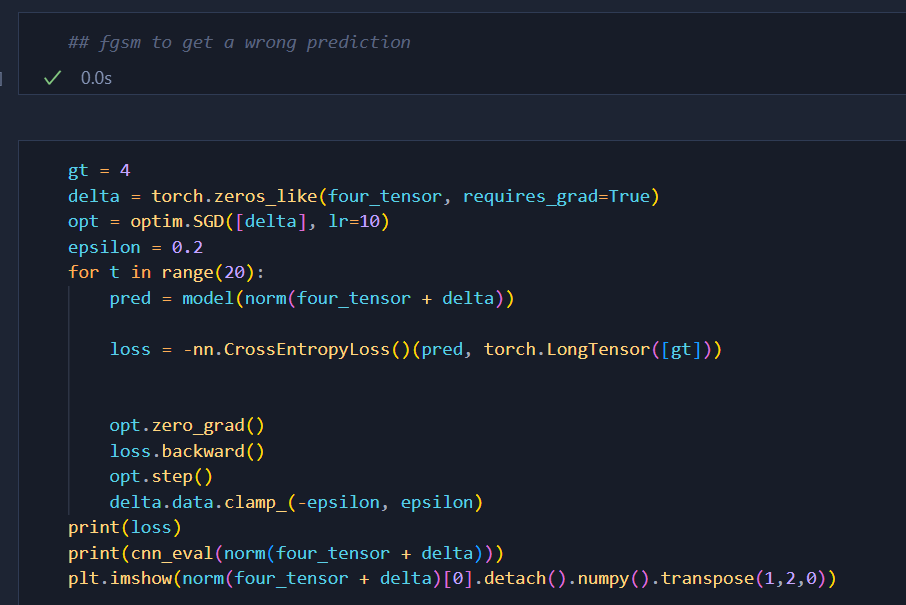 ## fgsm to get a wrong prediction
0.0s
gt = 4
delta = torch.zeros_like(four_tensor, requires_grad=True)
opt = optim.SGD([delta], lr=10)
epsilon = 0.2
for t in range(20):
    pred = model(norm(four_tensor + delta))
    loss = -nn.CrossEntropyLoss()(pred, torch.LongTensor([gt]))
    opt.zero_grad()
    loss.backward()
    opt.step()
    delta.data.clamp_(-epsilon, epsilon)
print(loss)
print(cnn_eval(norm(four_tensor + delta)))
plt.imshow(norm(four_tensor + delta)[0].detach().numpy().transpose(1,2,0))